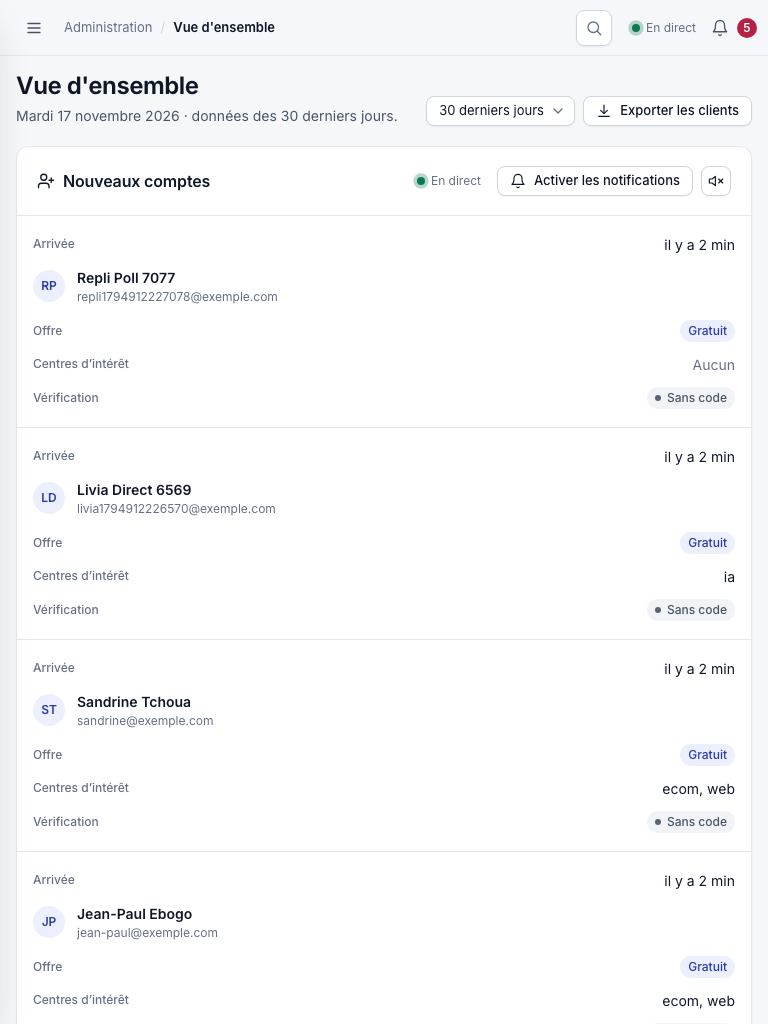 Administration / Vue d'ensemble
En direct
5
Vue d'ensemble
Mardi 17 novembre 2026 · données des 30 derniers jours.
30 derniers jours
Exporter les clients
Nouveaux comptes
En direct
Activer les notifications
Arrivée
il y a 2 min
RP
Repli Poll 7077
repli1794912227078@exemple.com
Offre
Gratuit
Centres d’intérêt
Aucun
Vérification
Sans code
Arrivée
il y a 2 min
LD
Livia Direct 6569
livia1794912226570@exemple.com
Offre
Gratuit
Centres d’intérêt
ia
Vérification
Sans code
Arrivée
il y a 2 min
ST
Sandrine Tchoua
sandrine@exemple.com
Offre
Gratuit
Centres d’intérêt
ecom, web
Vérification
Sans code
Arrivée
il y a 2 min
JP
Jean-Paul Ebogo
jean-paul@exemple.com
Offre
Gratuit
Centres d’intérêt
ecom, web